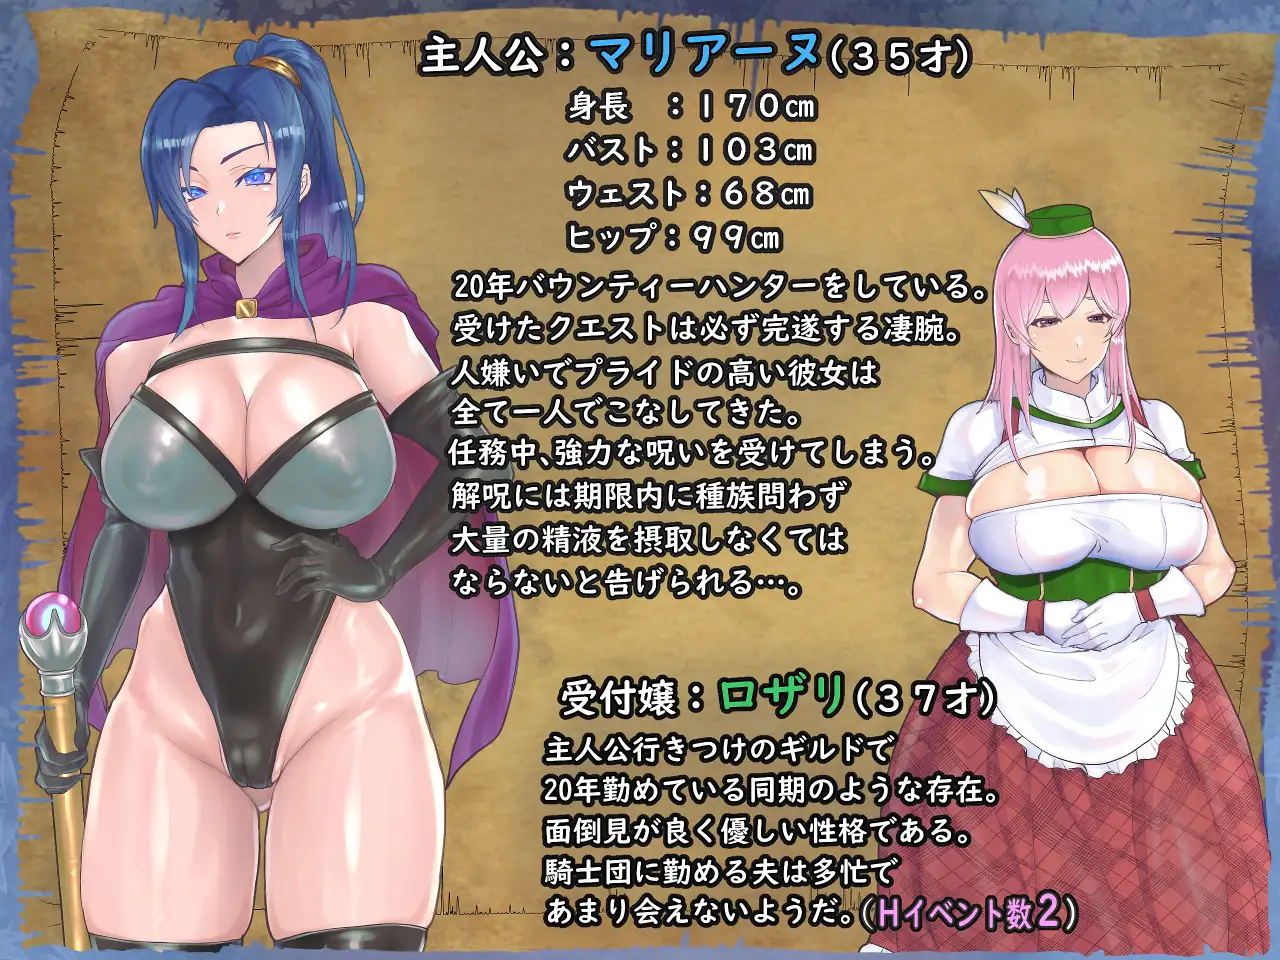 主人公：マリアーヌ(３５才)
身長　：１７０㎝
バスト：１０３㎝
ウェスト：６８㎝
ヒップ：９９㎝
20年バウンティーハンターをしている。
受けたクエストは必ず完遂する凄腕。
人嫌いでプライドの高い彼女は
全て一人でこなしてきた。
任務中、強力な呪いを受けてしまう。
解呪には期限内に種族問わず
大量の精液を摂取しなくては
ならないと告げられる…。
受付嬢：ロザリ(３７才)
主人公行きつけのギルドで
20年勤めている同期のような存在。
面倒見が良く優しい性格である。
騎士団に勤める夫は多忙で
あまり会えないようだ。(Hイベント数2)